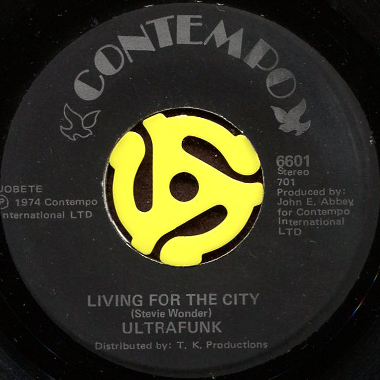 CONTEMPO
JOBETE
℗ 1974 Contempo
International LTD
6601
Stereo
701
Produced by:
John E. Abbey
for Contempo
International
LTD
LIVING FOR THE CITY
(Stevie Wonder)
ULTRAFUNK
Distributed by: T. K. Productions